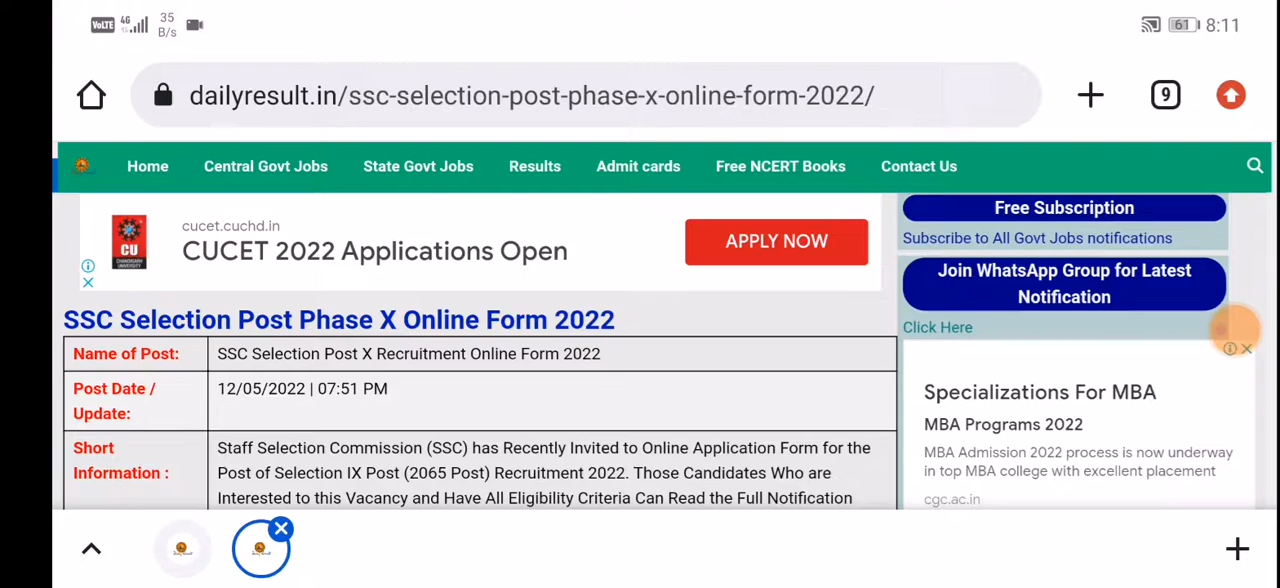 VoLTE 4G 35 B/s 61 8:11
dailyresult.in/ssc-selection-post-phase-x-online-form-2022/ 9
Home Central Govt Jobs State Govt Jobs Results Admit cards Free NCERT Books Contact Us
cucet.cuchd.in
CUCET 2022 Applications Open
APPLY NOW
CU
CHANDIGARH
UNIVERSITY
Free Subscription
Subscribe to All Govt Jobs notifications
Join WhatsApp Group for Latest
Notification
Click Here
SSC Selection Post Phase X Online Form 2022
Name of Post: SSC Selection Post X Recruitment Online Form 2022
Post Date / 12/05/2022 | 07:51 PM
Update:
Short Staff Selection Commission (SSC) has Recently Invited to Online Application Form for the
Information : Post of Selection IX Post (2065 Post) Recruitment 2022. Those Candidates Who are
Interested to this Vacancy and Have All Eligibility Criteria Can Read the Full Notification
Specializations For MBA
MBA Programs 2022
MBA Admission 2022 process is now underway
in top MBA college with excellent placement
cgc.ac.in